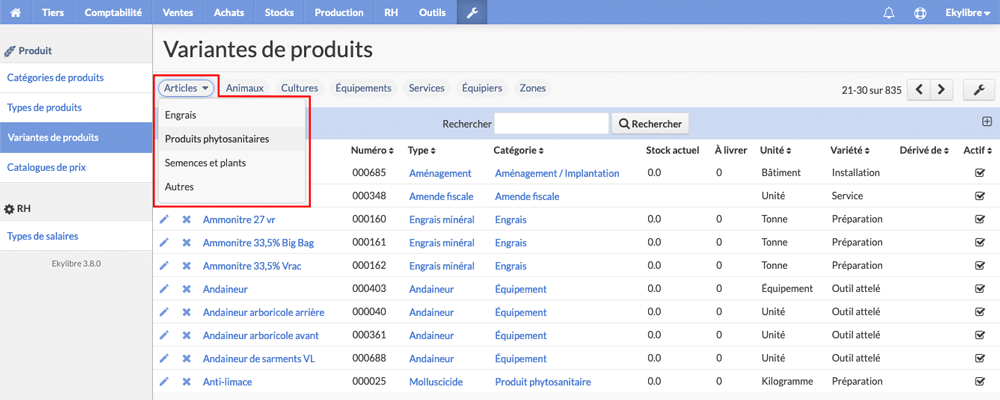 Tiers Comptabilité Ventes Achats Stocks Production RH Outils Ekylibre
Produit
Catégories de produits
Types de produits
Variantes de produits
Catalogues de prix
RH
Types de salaires
Ekylibre 3.8.0
Variantes de produits
Articles Animaux Cultures Équipements Services Équipiers Zones 21-30 sur 835
Engrais
Produits phytosanitaires
Semences et plants
Autres
Rechercher Rechercher
Numéro Type Catégorie Stock actuel À livrer Unité Variété Dérivé de Actif
000685 Aménagement Aménagement / Implantation 0.0 0 Bâtiment Installation
000348 Amende fiscale Amende fiscale Unité Service
Ammonitre 27 vr 000160 Engrais minéral Engrais 0.0 0 Tonne Préparation
Ammonitre 33,5% Big Bag 000161 Engrais minéral Engrais 0.0 0 Tonne Préparation
Ammonitre 33,5% Vrac 000162 Engrais minéral Engrais 0.0 0 Tonne Préparation
Andaineur 000403 Andaineur Équipement 0.0 0 Équipement Outil attelé
Andaineur arboricole arrière 000040 Andaineur Équipement 0.0 0 Unité Outil attelé
Andaineur arboricole avant 000361 Andaineur Équipement 0.0 0 Unité Outil attelé
Andaineur de sarments VL 000688 Andaineur Équipement 0.0 0 Unité Outil attelé
Anti-limace 000025 Molluscicide Produit phytosanitaire 0.0 0 Kilogramme Préparation